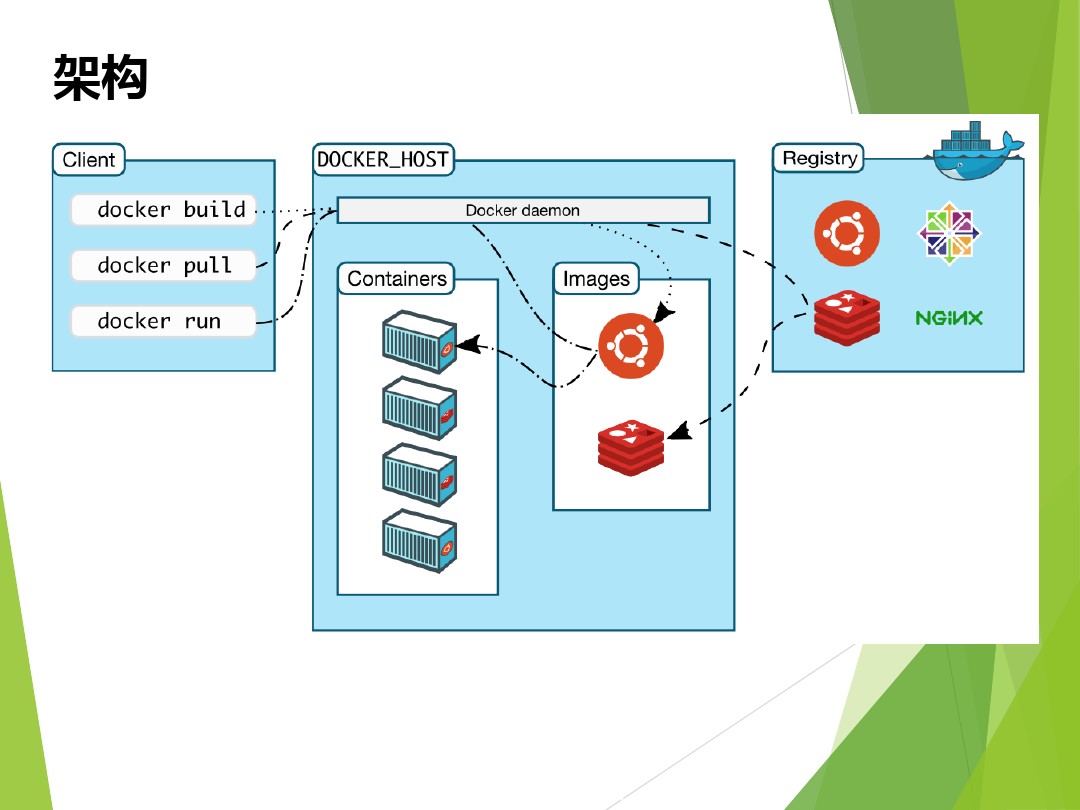 架构
Client
docker build
docker pull
docker run
DOCKER_HOST
Docker daemon
Containers
Images
Registry
NGiNX